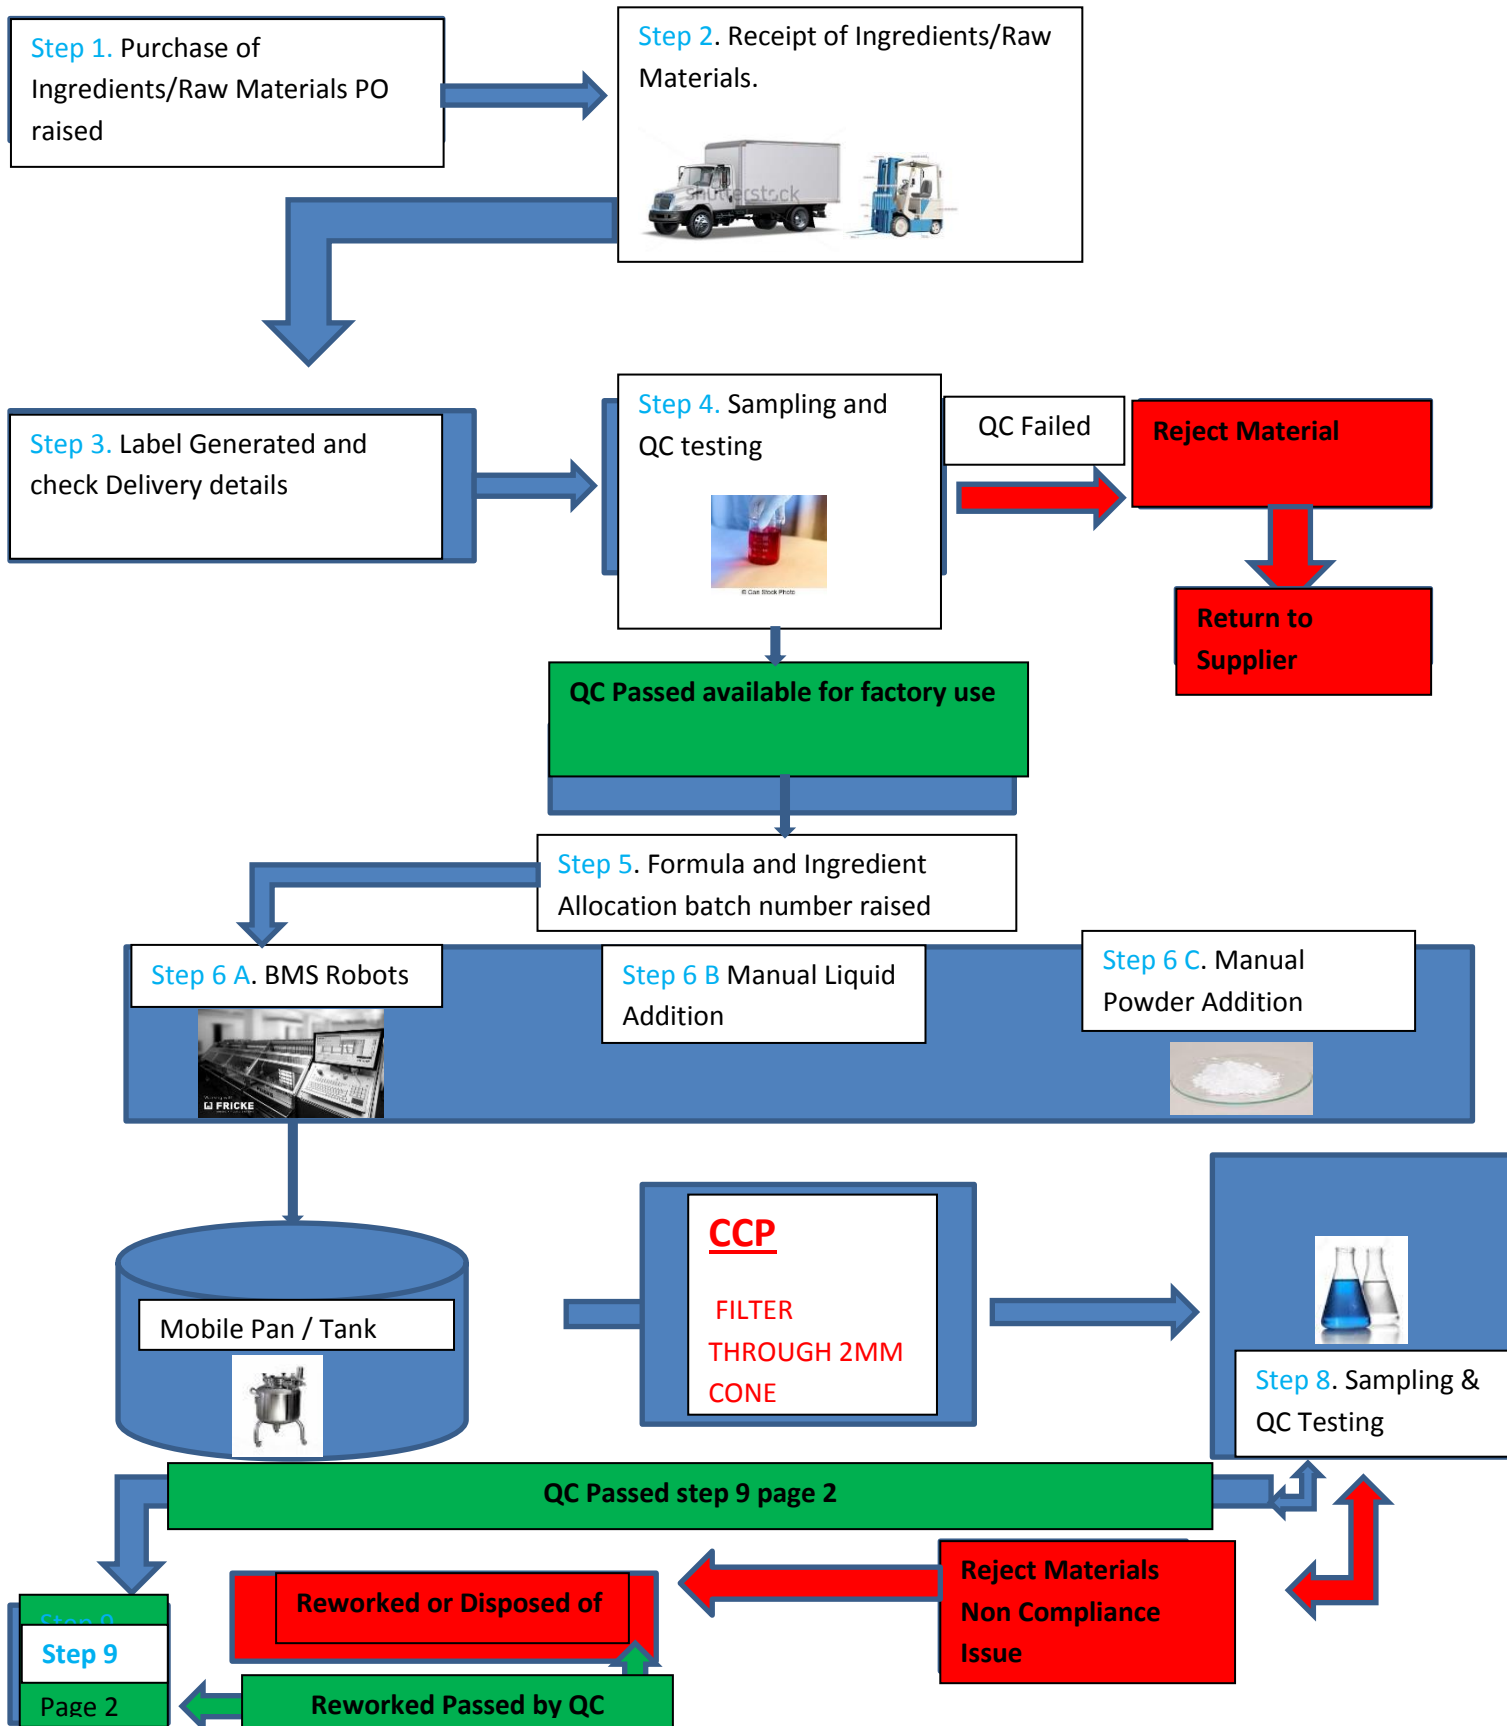 Step 1. Purchase of
Ingredients/Raw Materials PO
raised
Step 2. Receipt of Ingredients/Raw
Materials.
shutterstock
Step 3. Label Generated and
check Delivery details
Step 4. Sampling and
QC testing
© Can Stock Photo
QC Failed
Reject Material
Return to
Supplier
QC Passed available for factory use
Step 5. Formula and Ingredient
Allocation batch number raised
Step 6 A. BMS Robots
FRICKE
Step 6 B Manual Liquid
Addition
Step 6 C. Manual
Powder Addition
Mobile Pan / Tank
CCP
FILTER
THROUGH 2MM
CONE
Step 8. Sampling &
QC Testing
QC Passed step 9 page 2
Reject Materials
Non Compliance
Issue
Reworked or Disposed of
Reworked Passed by QC
Step 9
Step 9
Page 2